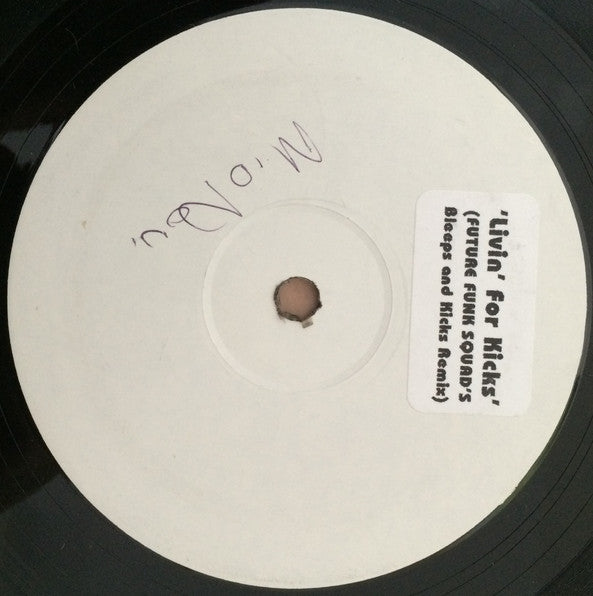 'Livin' For Kicks'
(FUTURE FUNK SQUAD'S
Bleeps and Kicks Remix)